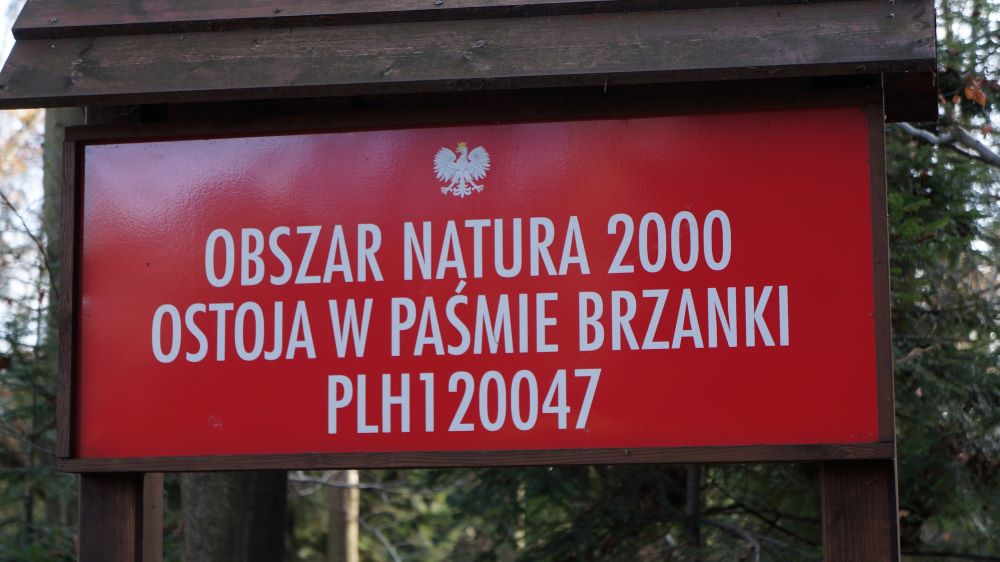 OBSZAR NATURA 2000
OSTOJA W PAŚMIE BRZANKI
PLH120047